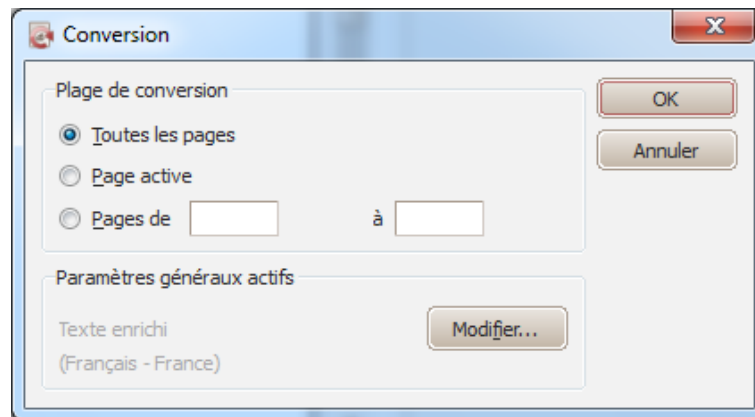 Conversion
Plage de conversion
Toutes les pages
Page active
Pages de à
OK
Annuler
Paramètres généraux actifs
Texte enrichi
(Français - France)
Modifier...